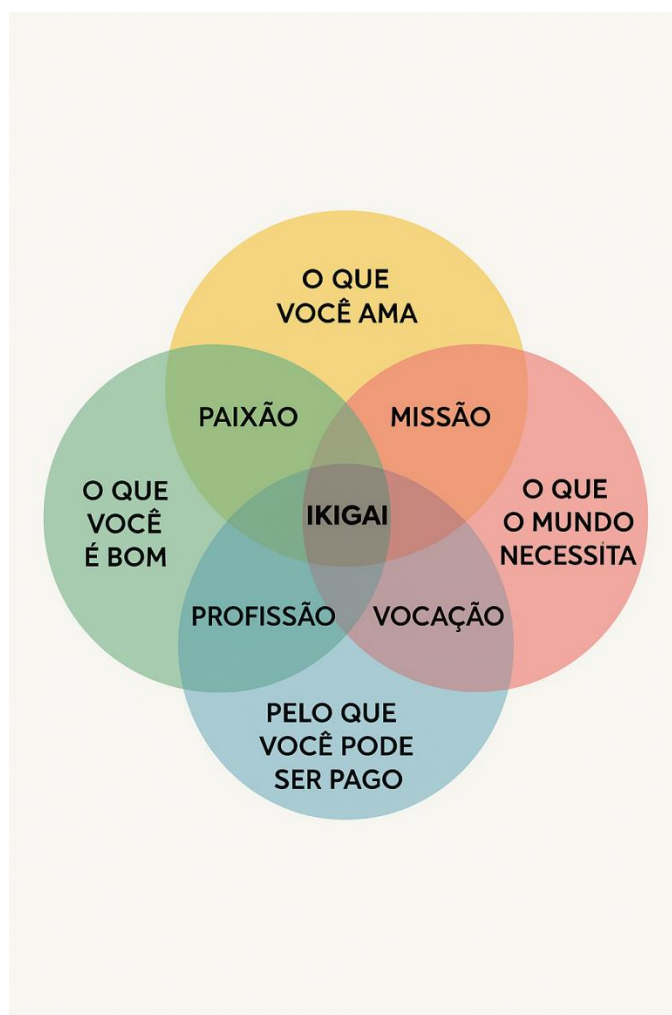 O QUE
VOCÊ AMA
PAIXÃO
MISSÃO
O QUE
VOCÊ
É BOM
IKIGAI
O QUE
O MUNDO
NECESSITA
PROFISSÃO
VOCAÇÃO
PELO QUE
VOCÊ PODE
SER PAGO